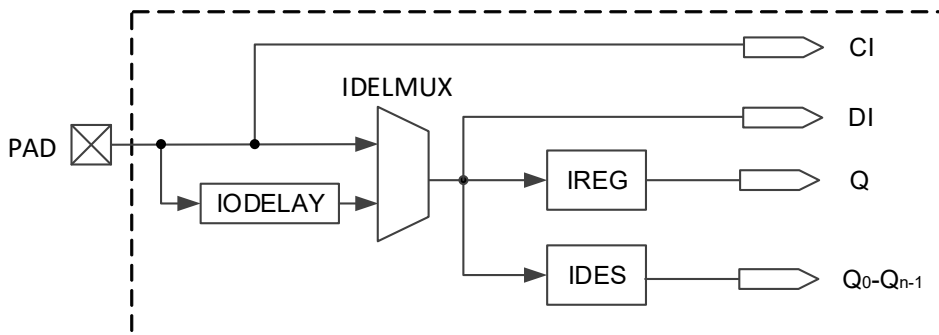 CI
IDELMUX
DI
PAD
IREG
Q
IODELAY
IDES
Q0-Qn-1